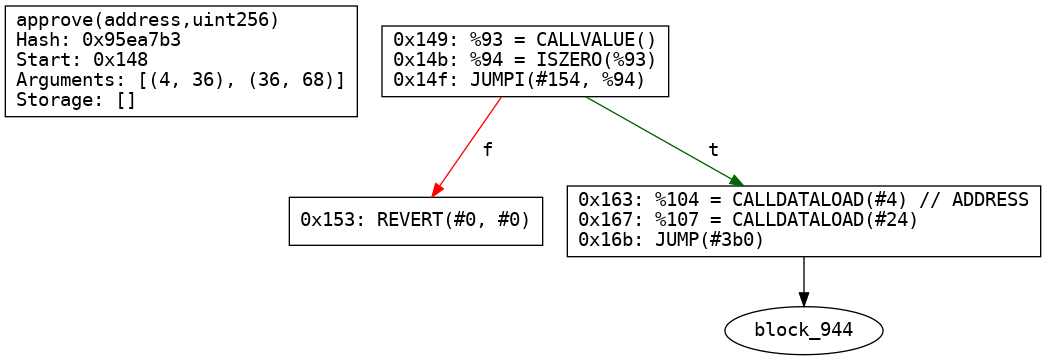 approve(address,uint256)
Hash: 0x95ea7b3
Start: 0x148
Arguments: [(4, 36), (36, 68)]
Storage: []
0x149: %93 = CALLVALUE()
0x14b: %94 = ISZERO(%93)
0x14f: JUMPI(#154, %94)
f
t
0x153: REVERT(#0, #0)
0x163: %104 = CALLDATALOAD(#4) // ADDRESS
0x167: %107 = CALLDATALOAD(#24)
0x16b: JUMP(#3b0)
block_944